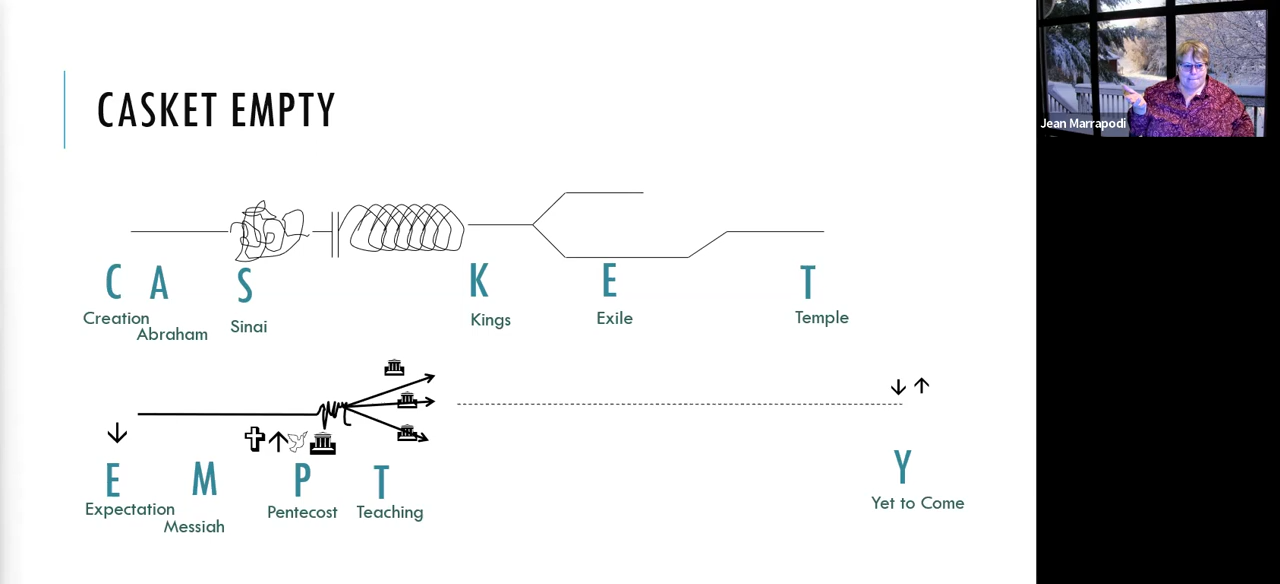 CASKET EMPTY
C A S K E T
Creation Abraham Sinai Kings Exile Temple
E M P T Y
Expectation Messiah Pentecost Teaching Yet to Come
Jean Marrapodi